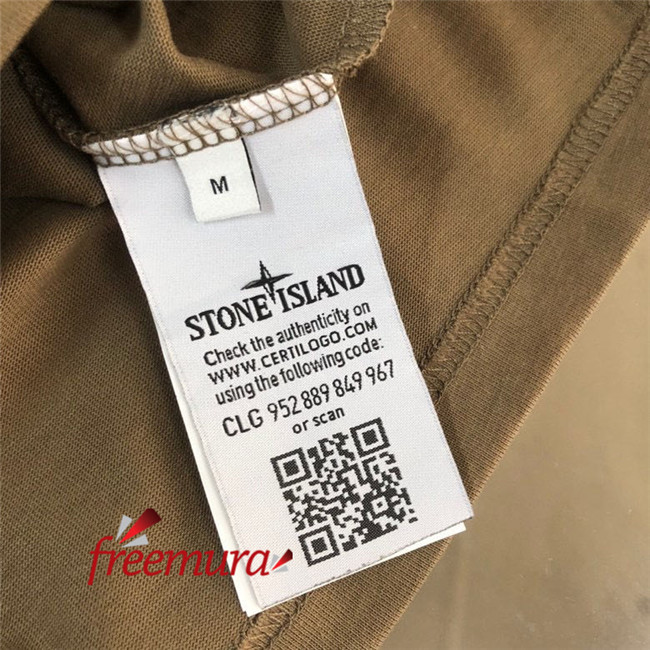 M
STONE ISLAND
Check the authenticity on
WWW.CERTILOGO.COM
using the following code:
CLG 952 889 849 967
or scan
freemura